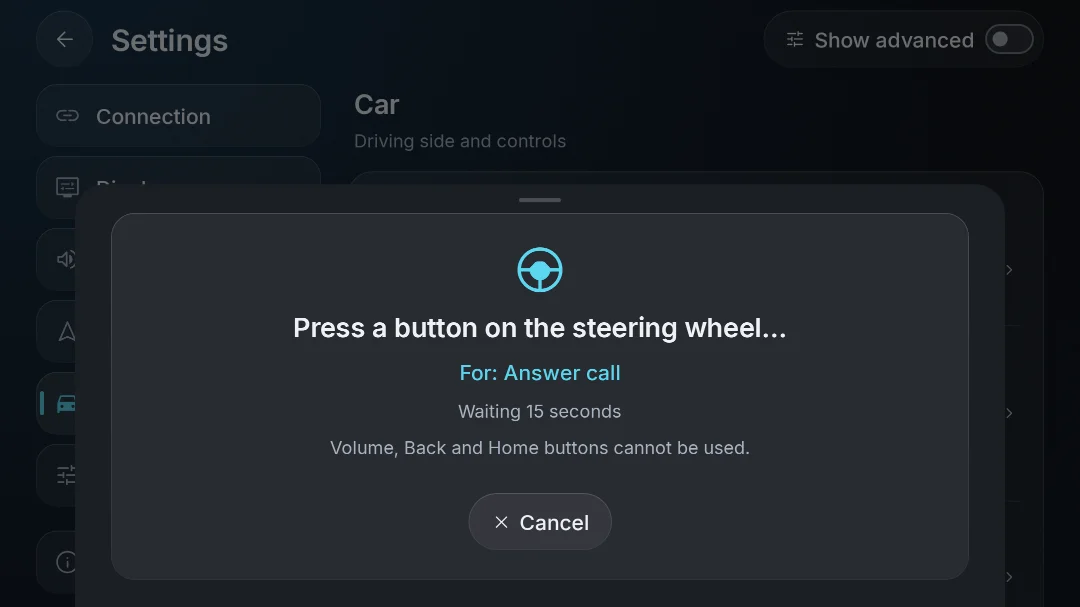 Settings
Show advanced
Connection
Car
Driving side and controls
Press a button on the steering wheel...
For: Answer call
Waiting 15 seconds
Volume, Back and Home buttons cannot be used.
Cancel